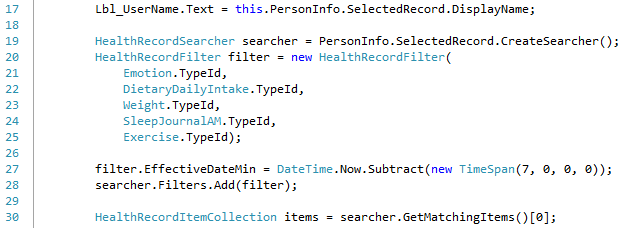 17 Lbl_UserName.Text = this.PersonInfo.SelectedRecord.DisplayName;
18
19 HealthRecordSearcher searcher = PersonInfo.SelectedRecord.CreateSearcher();
20 HealthRecordFilter filter = new HealthRecordFilter(
21 Emotion.TypeId,
22 DietaryDailyIntake.TypeId,
23 Weight.TypeId,
24 SleepJournalAM.TypeId,
25 Exercise.TypeId);
26
27 filter.EffectiveDateMin = DateTime.Now.Subtract(new TimeSpan(7, 0, 0, 0));
28 searcher.Filters.Add(filter);
29
30 HealthRecordItemCollection items = searcher.GetMatchingItems()[0];